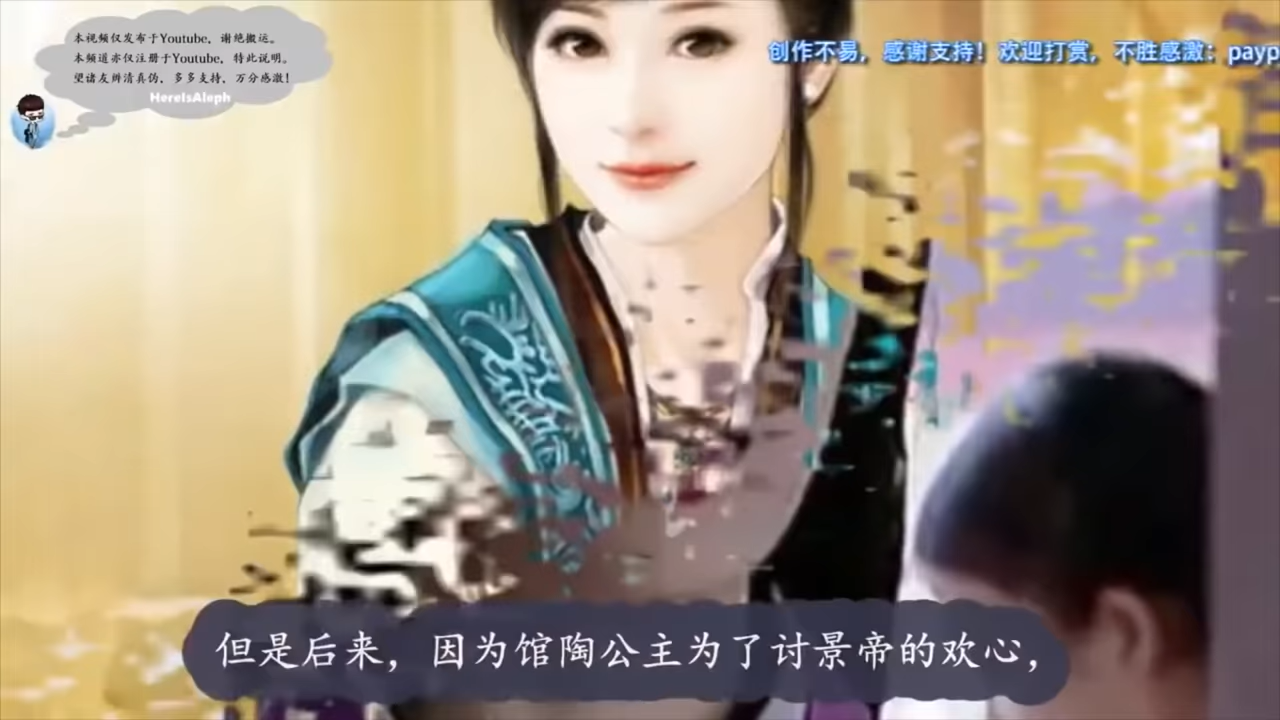 本视频仅发布于Youtube, 谢绝搬运。
本频道亦仅注册于Youtube, 特此说明。
望诸友辨清真伪, 多多支持, 万分感激!
HereIsAleph
创作不易, 感谢支持! 欢迎打赏, 不胜感激: payp
但是后来, 因为馆陶公主为了讨景帝的欢心,